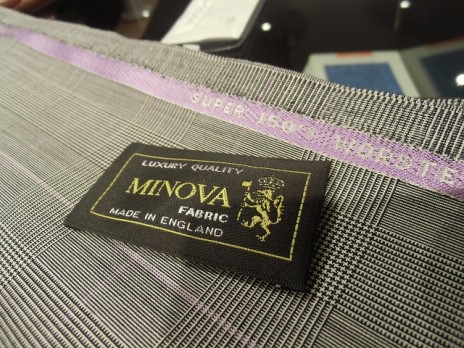 SUPER 150'S WORSTE
LUXURY QUALITY
MINOVA
FABRIC
MADE IN ENGLAND